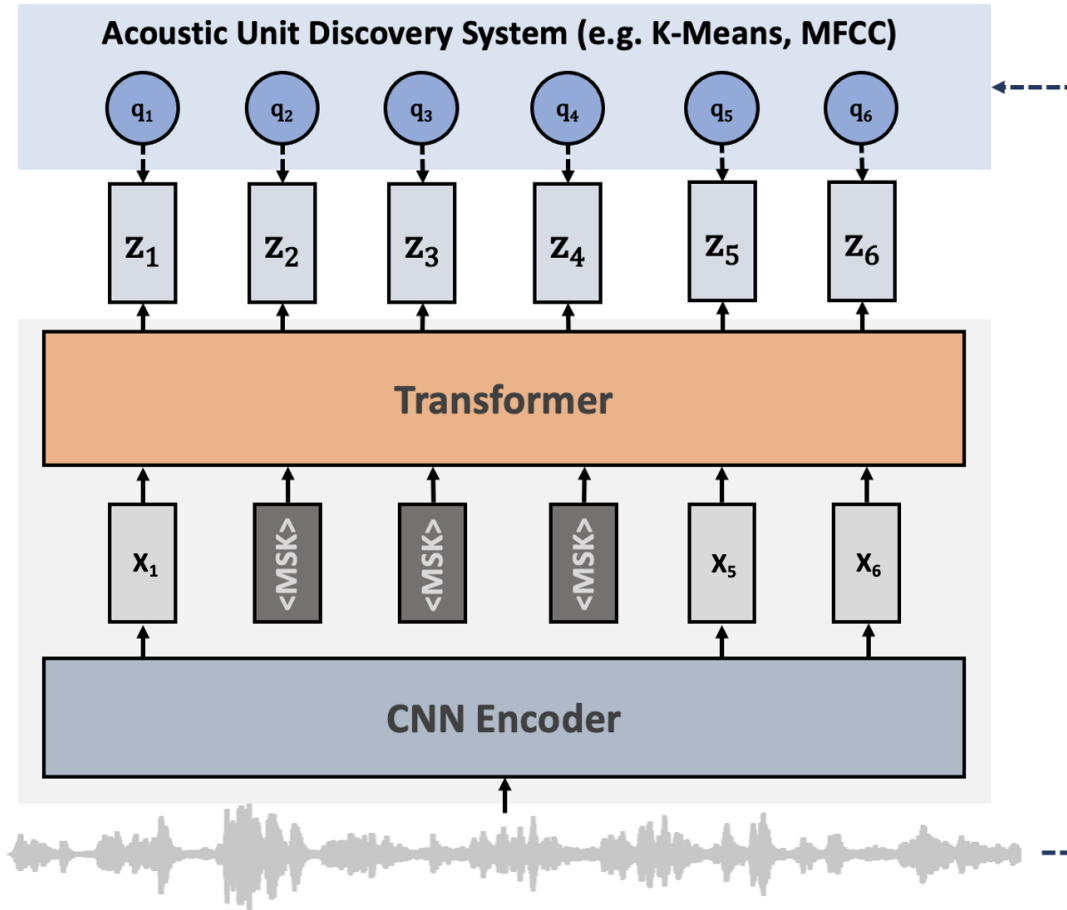 Acoustic Unit Discovery System (e.g. K-Means, MFCC)
q₁ q₂ q₃ q₄ q₅ q₆
z₁ z₂ z₃ z₄ z₅ z₆
Transformer
X₁ <MSK> <MSK> <MSK> X₅ X₆
CNN Encoder